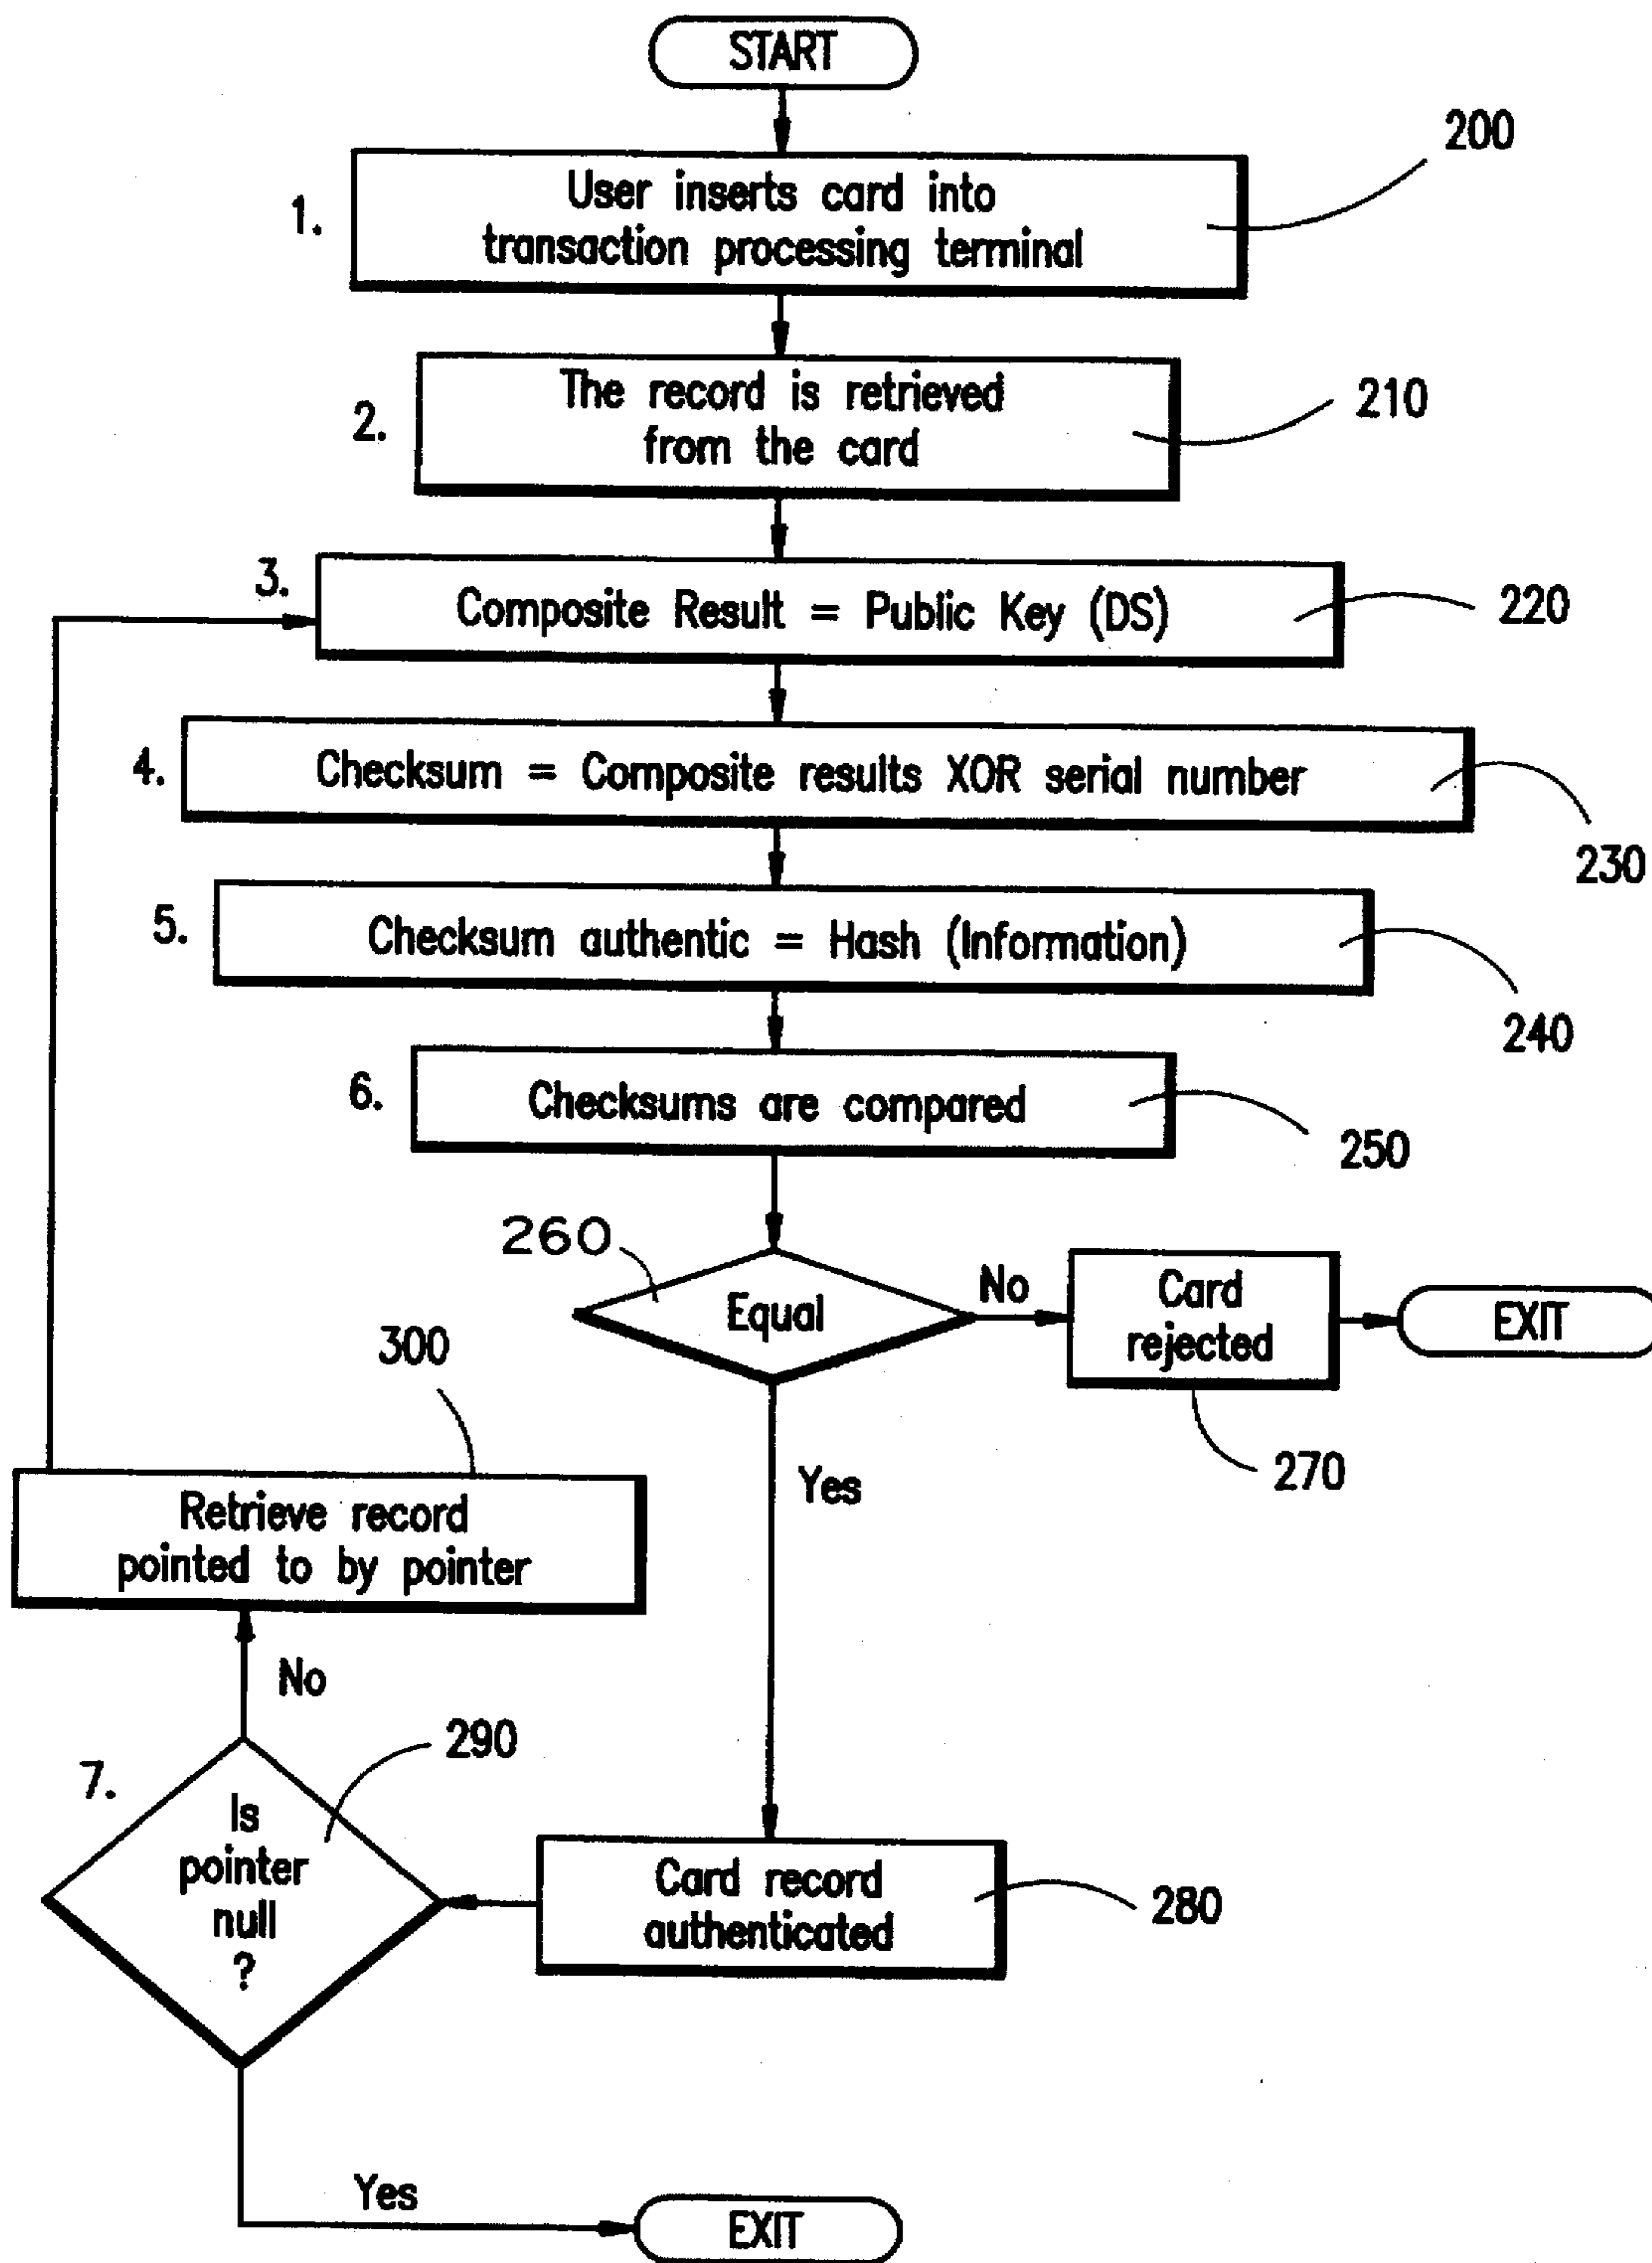 START
200
1.
User inserts card into
transaction processing terminal
2.
The record is retrieved
from the card
210
3.
Composite Result = Public Key (DS)
220
4.
Checksum = Composite results XOR serial number
230
5.
Checksum authentic = Hash (Information)
240
6.
Checksums are compared
250
260
Equal
No
Card
rejected
EXIT
270
300
Yes
Retrieve record
pointed to by pointer
No
7.
290
Is
pointer
null
?
Card record
authenticated
280
Yes
EXIT